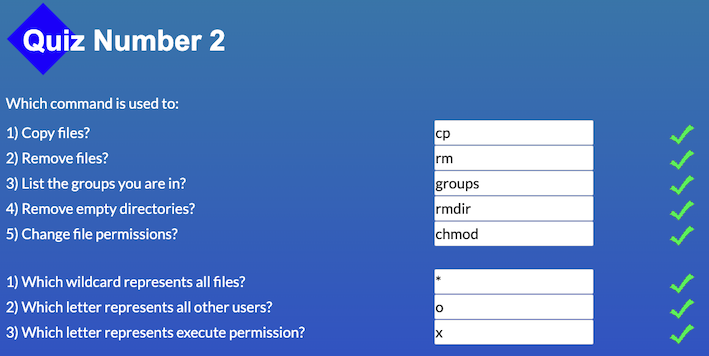 Quiz Number 2
Which command is used to:
1) Copy files? cp
2) Remove files? rm
3) List the groups you are in? groups
4) Remove empty directories? rmdir
5) Change file permissions? chmod
1) Which wildcard represents all files? *
2) Which letter represents all other users? o
3) Which letter represents execute permission? x